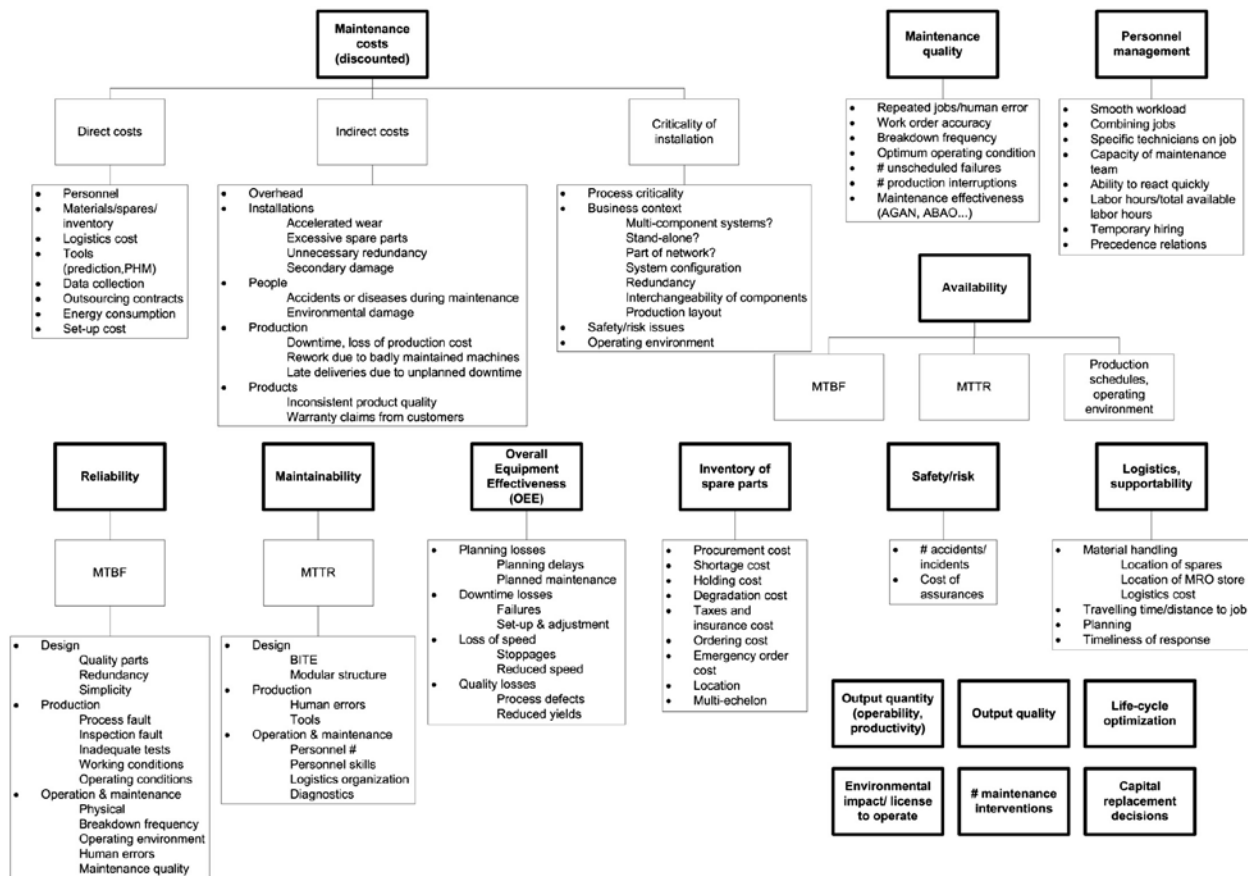 Maintenance
costs
(discounted)
Direct costs
Indirect costs
Criticality of
installation
• Personnel
• Materials/spares/
inventory
• Logistics cost
• Tools
(prediction,PHM)
• Data collection
• Outsourcing contracts
• Energy consumption
• Set-up cost
• Overhead
• Installations
Accelerated wear
Excessive spare parts
Unnecessary redundancy
Secondary damage
• People
Accidents or diseases during maintenance
Environmental damage
• Production
Downtime, loss of production cost
Rework due to badly maintained machines
Late deliveries due to unplanned downtime
• Products
Inconsistent product quality
Warranty claims from customers
• Process criticality
• Business context
Multi-component systems?
Stand-alone?
Part of network?
System configuration
Redundancy
Interchangeability of components
Production layout
• Safety/risk issues
• Operating environment
Maintenance
quality
• Repeated jobs/human error
• Work order accuracy
• Breakdown frequency
• Optimum operating condition
• # unscheduled failures
• # production interruptions
• Maintenance effectiveness
(AGAN, ABAO...)
Personnel
management
• Smooth workload
• Combining jobs
• Specific technicians on job
• Capacity of maintenance
team
• Ability to react quickly
• Labor hours/total available
labor hours
• Temporary hiring
• Precedence relations
Availability
MTBF
MTTR
Production
schedules,
operating
environment
Reliability
MTBF
• Design
Quality parts
Redundancy
Simplicity
• Production
Process fault
Inspection fault
Inadequate tests
Working conditions
Operating conditions
• Operation & maintenance
Physical
Breakdown frequency
Operating environment
Human errors
Maintenance quality
Maintainability
MTTR
• Design
BITE
Modular structure
• Production
Human errors
Tools
• Operation & maintenance
Personnel #
Personnel skills
Logistics organization
Diagnostics
Overall
Equipment
Effectiveness
(OEE)
• Planning losses
Planning delays
Planned maintenance
• Downtime losses
Failures
Set-up & adjustment
• Loss of speed
Stoppages
Reduced speed
• Quality losses
Process defects
Reduced yields
Inventory of
spare parts
• Procurement cost
• Shortage cost
• Holding cost
• Degradation cost
• Taxes and
insurance cost
• Ordering cost
• Emergency order
cost
• Location
• Multi-echelon
Safety/risk
• # accidents/
incidents
• Cost of
assurances
Logistics,
supportability
• Material handling
Location of spares
Location of MRO store
Logistics cost
• Travelling time/distance to job
• Planning
• Timeliness of response
Output quantity
(operability,
productivity)
Output quality
Life-cycle
optimization
Environmental
impact/ license
to operate
# maintenance
interventions
Capital
replacement
decisions